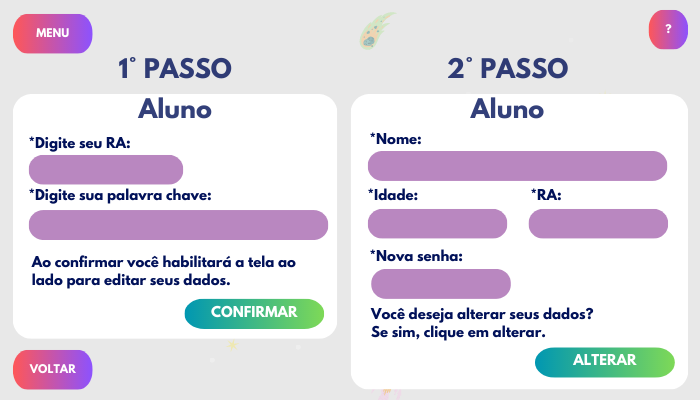 MENU
?
1° PASSO
Aluno
*Digite seu RA:
*Digite sua palavra chave:
Ao confirmar você habilitará a tela ao
lado para editar seus dados.
CONFIRMAR
VOLTAR
2° PASSO
Aluno
*Nome:
*Idade:
*RA:
*Nova senha:
Você deseja alterar seus dados?
Se sim, clique em alterar.
ALTERAR